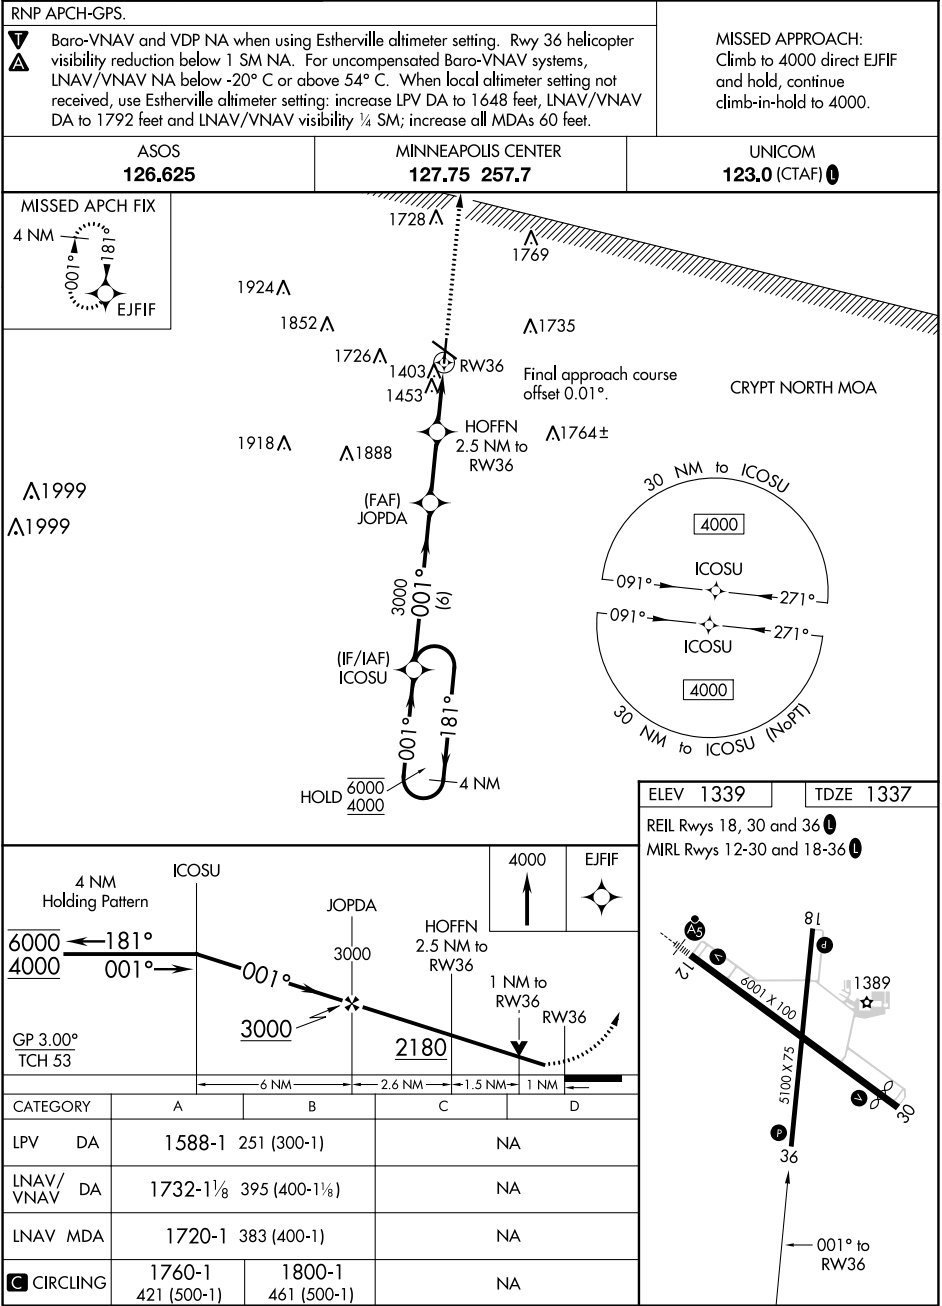 RNP APCH-GPS.
T
A
Baro-VNAV and VDP NA when using Estherville altimeter setting. Rwy 36 helicopter
visibility reduction below 1 SM NA. For uncompensated Baro-VNAV systems,
LNAV/VNAV NA below -20° C or above 54° C. When local altimeter setting not
received, use Estherville altimeter setting: increase LPV DA to 1648 feet, LNAV/VNAV
DA to 1792 feet and LNAV/VNAV visibility ¼ SM; increase all MDAs 60 feet.
MISSED APPROACH:
Climb to 4000 direct EJFIF
and hold, continue
climb-in-hold to 4000.
ASOS
126.625
MINNEAPOLIS CENTER
127.75 257.7
UNICOM
123.0 (CTAF) L
MISSED APCH FIX
4 NM
001°
181°
EJFIF
1728
1769
1924
1852
1735
1726
1403
RW36
1453
Final approach course
offset 0.01°.
CRYPT NORTH MOA
HOFFN
2.5 NM to
RW36
1764±
1918
1888
1999
1999
(FAF)
JOPDA
3000
001°
(6)
(IF/IAF)
ICOSU
001°
181°
4 NM
HOLD 6000
4000
30 NM to ICOSU
4000
ICOSU
091°
271°
091°
271°
ICOSU
4000
30 NM to ICOSU (NoPT)
ELEV 1339
TDZE 1337
REIL Rwys 18, 30 and 36 L
MIRL Rwys 12-30 and 18-36 L
A5
V
12
18
P
1389
6001 X 100
5100 X 75
V
30
P
36
001° to
RW36
4 NM
Holding Pattern
ICOSU
JOPDA
3000
HOFFN
2.5 NM to
RW36
1 NM to
RW36
RW36
4000
EJFIF
6000
4000
181°
001°
001°
3000
2180
GP 3.00°
TCH 53
6 NM
2.6 NM
1.5 NM
1 NM
CATEGORY A B C D
LPV DA 1588-1 251 (300-1) NA
LNAV/
VNAV DA 1732-1⅛ 395 (400-1⅛) NA
LNAV MDA 1720-1 383 (400-1) NA
C CIRCLING 1760-1 1800-1 NA
421 (500-1) 461 (500-1)